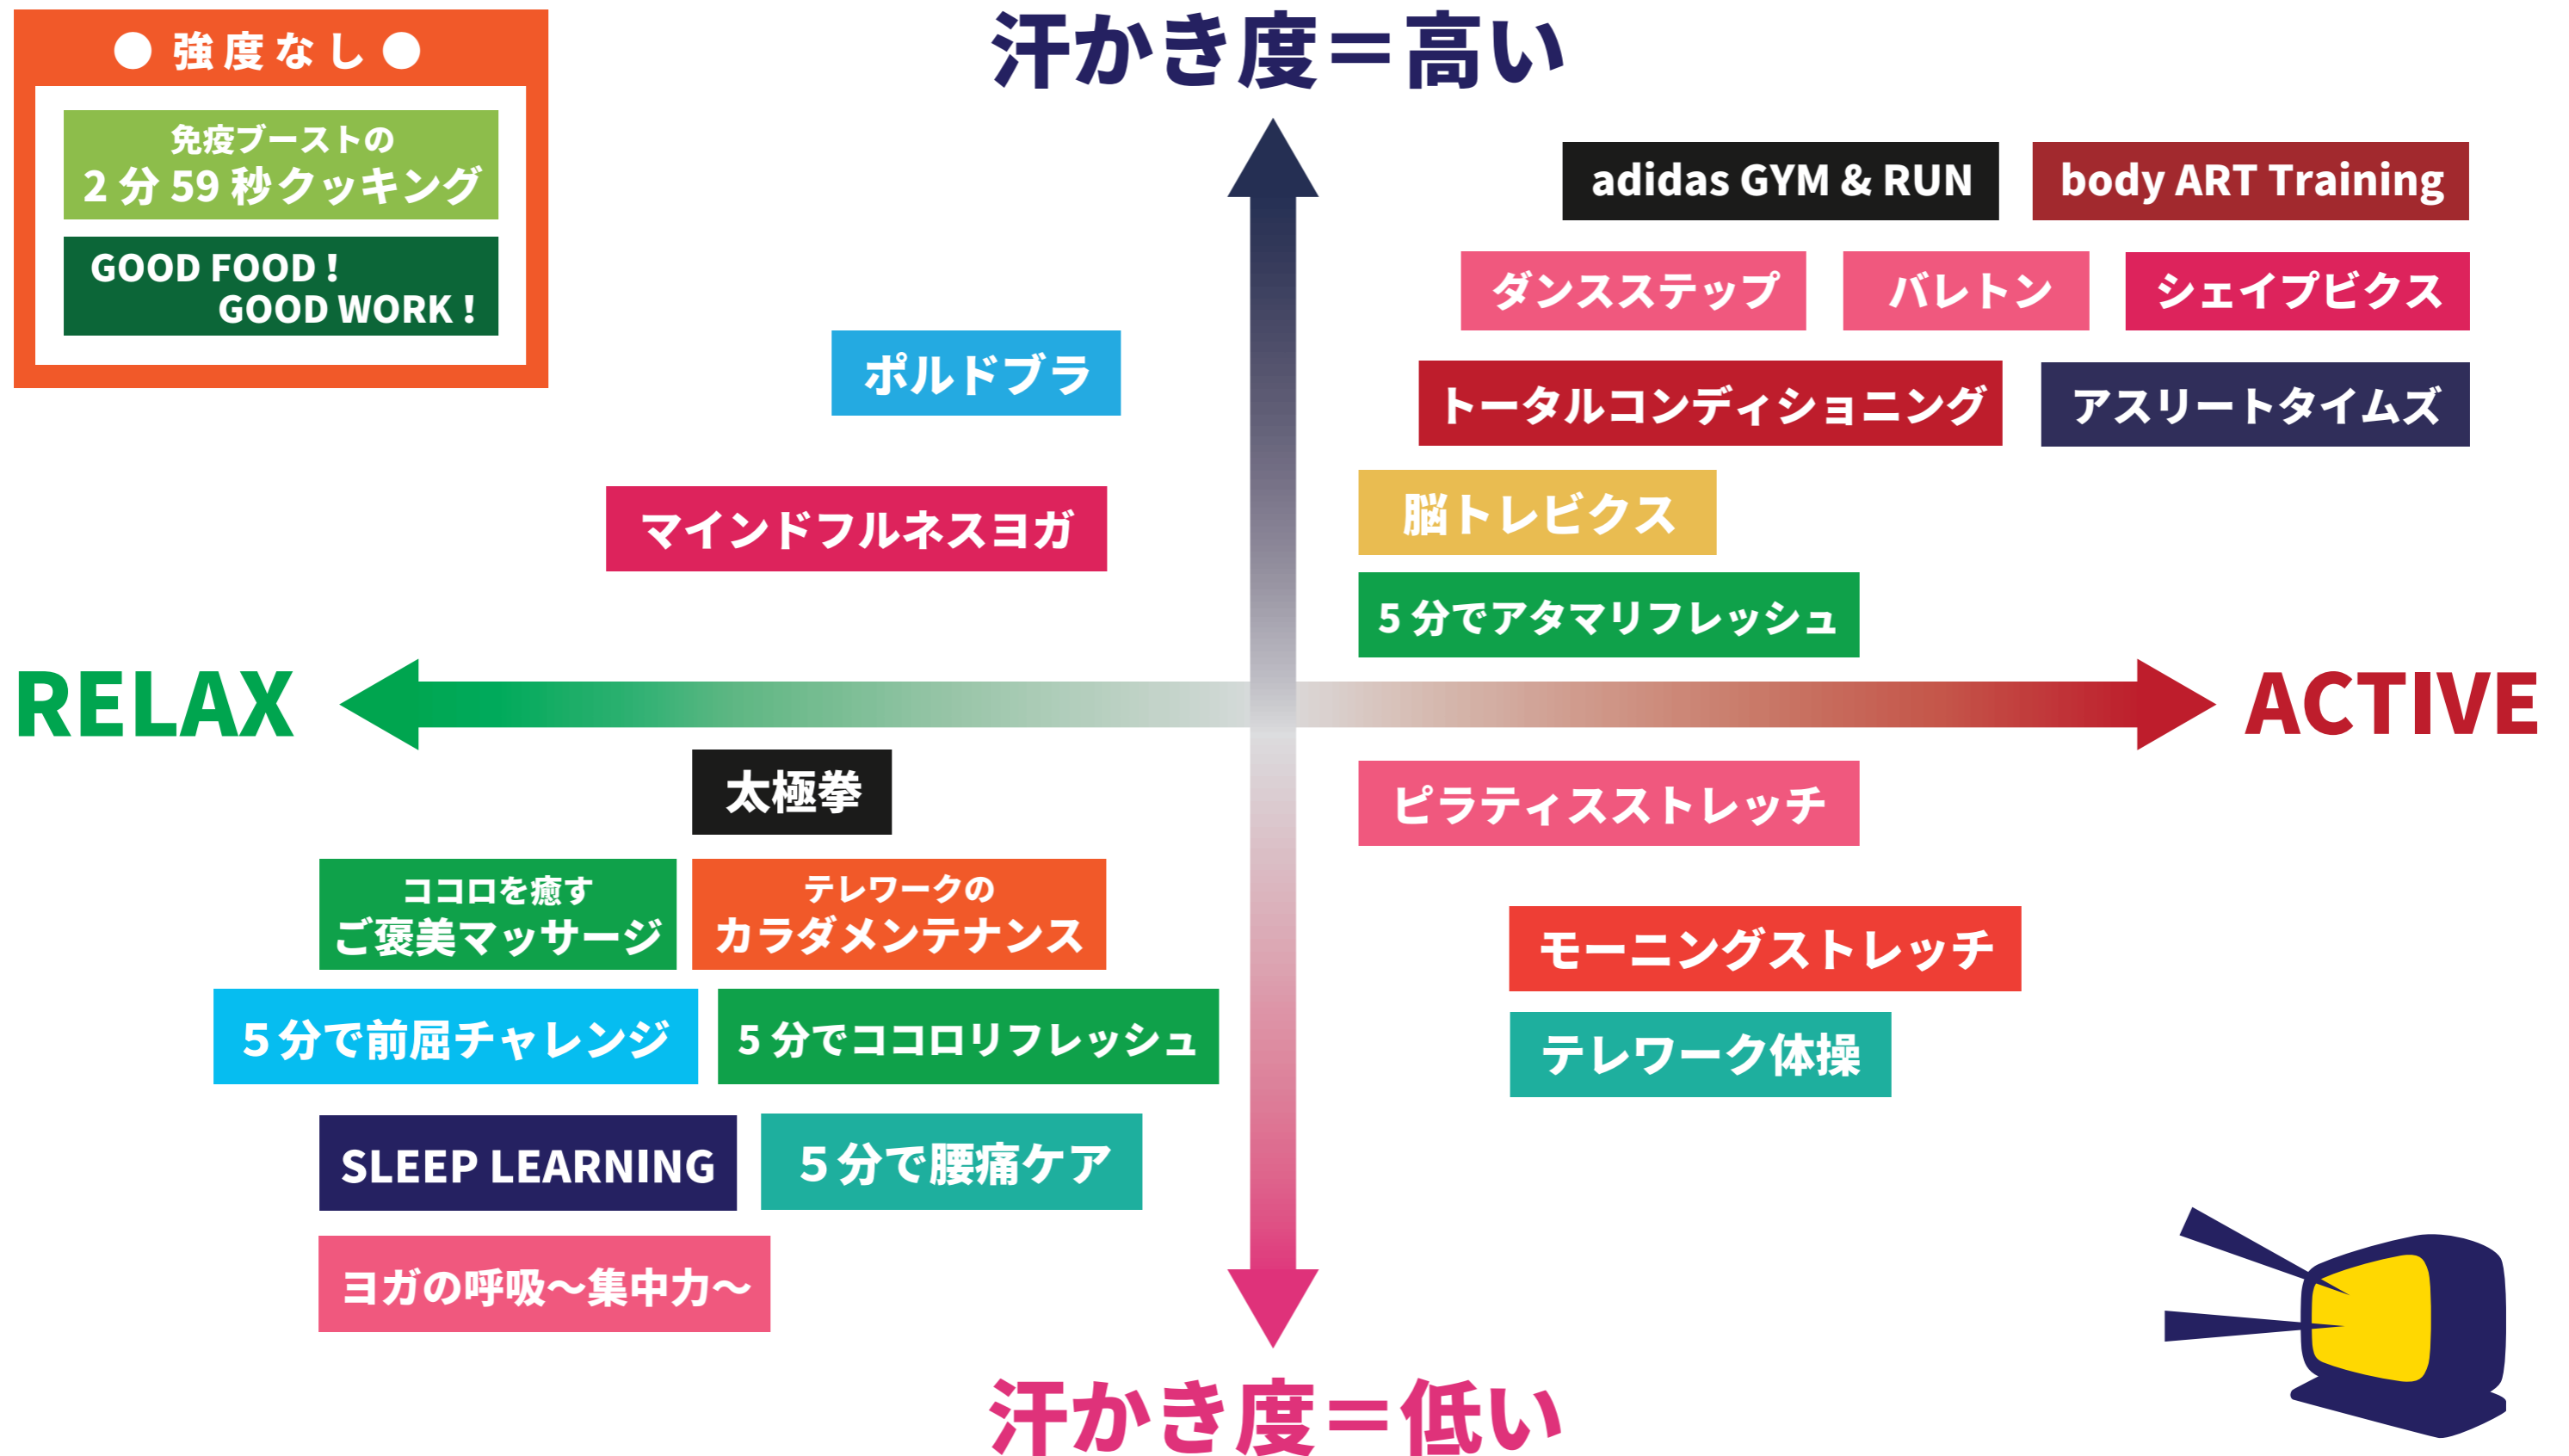 ● 強度なし ●
免疫ブーストの
2 分 59 秒クッキング
GOOD FOOD！
GOOD WORK！
汗かき度＝高い
adidas GYM & RUN
body ART Training
ダンスステップ
バレトン
シェイプビクス
ポルドブラ
トータルコンディショニング
アスリートタイムズ
マインドフルネスヨガ
脳トレビクス
5 分でアタマリフレッシュ
RELAX
ACTIVE
太極拳
ピラティスストレッチ
ココロを癒す
ご褒美マッサージ
テレワークの
カラダメンテナンス
モーニングストレッチ
5 分で前屈チャレンジ
5 分でココロリフレッシュ
テレワーク体操
SLEEP LEARNING
5 分で腰痛ケア
ヨガの呼吸〜集中力〜
汗かき度＝低い